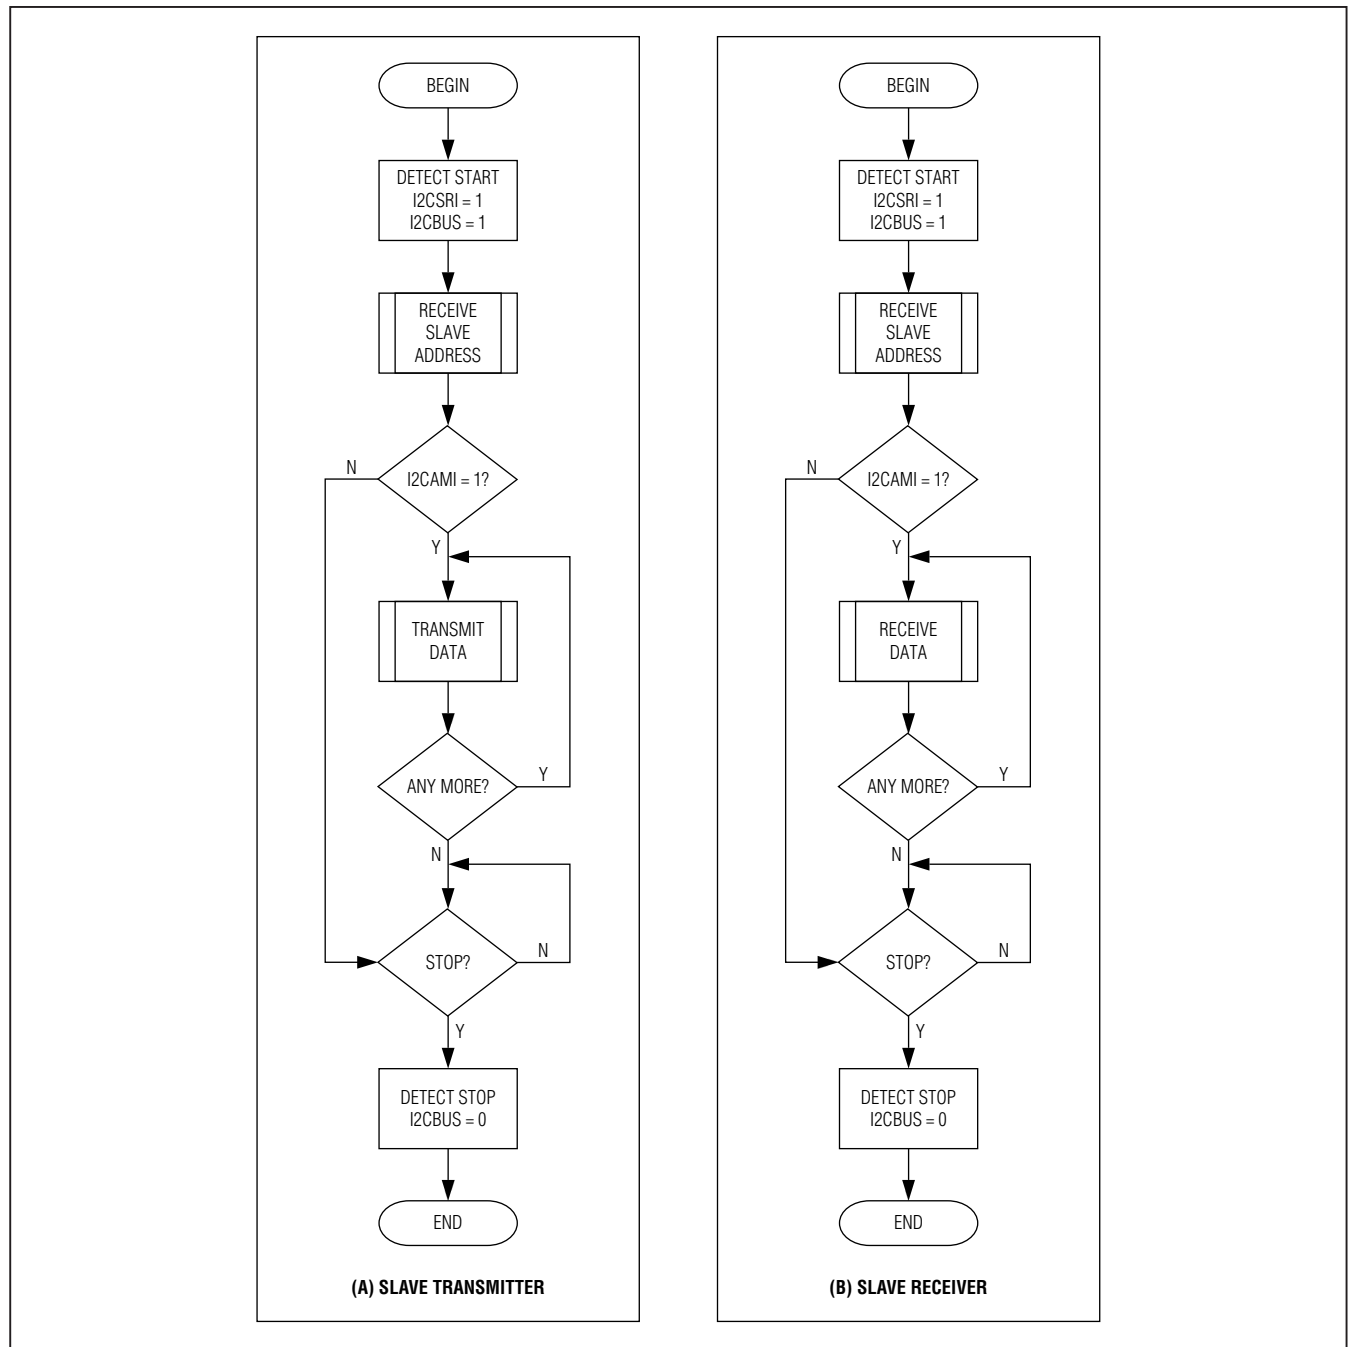 BEGIN
DETECT START
I2CSRI = 1
I2CBUS = 1
RECEIVE
SLAVE
ADDRESS
I2CAMI = 1?
N
Y
TRANSMIT
DATA
ANY MORE?
Y
N
STOP?
N
Y
DETECT STOP
I2CBUS = 0
END
(A) SLAVE TRANSMITTER
BEGIN
DETECT START
I2CSRI = 1
I2CBUS = 1
RECEIVE
SLAVE
ADDRESS
I2CAMI = 1?
N
Y
RECEIVE
DATA
ANY MORE?
Y
N
STOP?
N
Y
DETECT STOP
I2CBUS = 0
END
(B) SLAVE RECEIVER